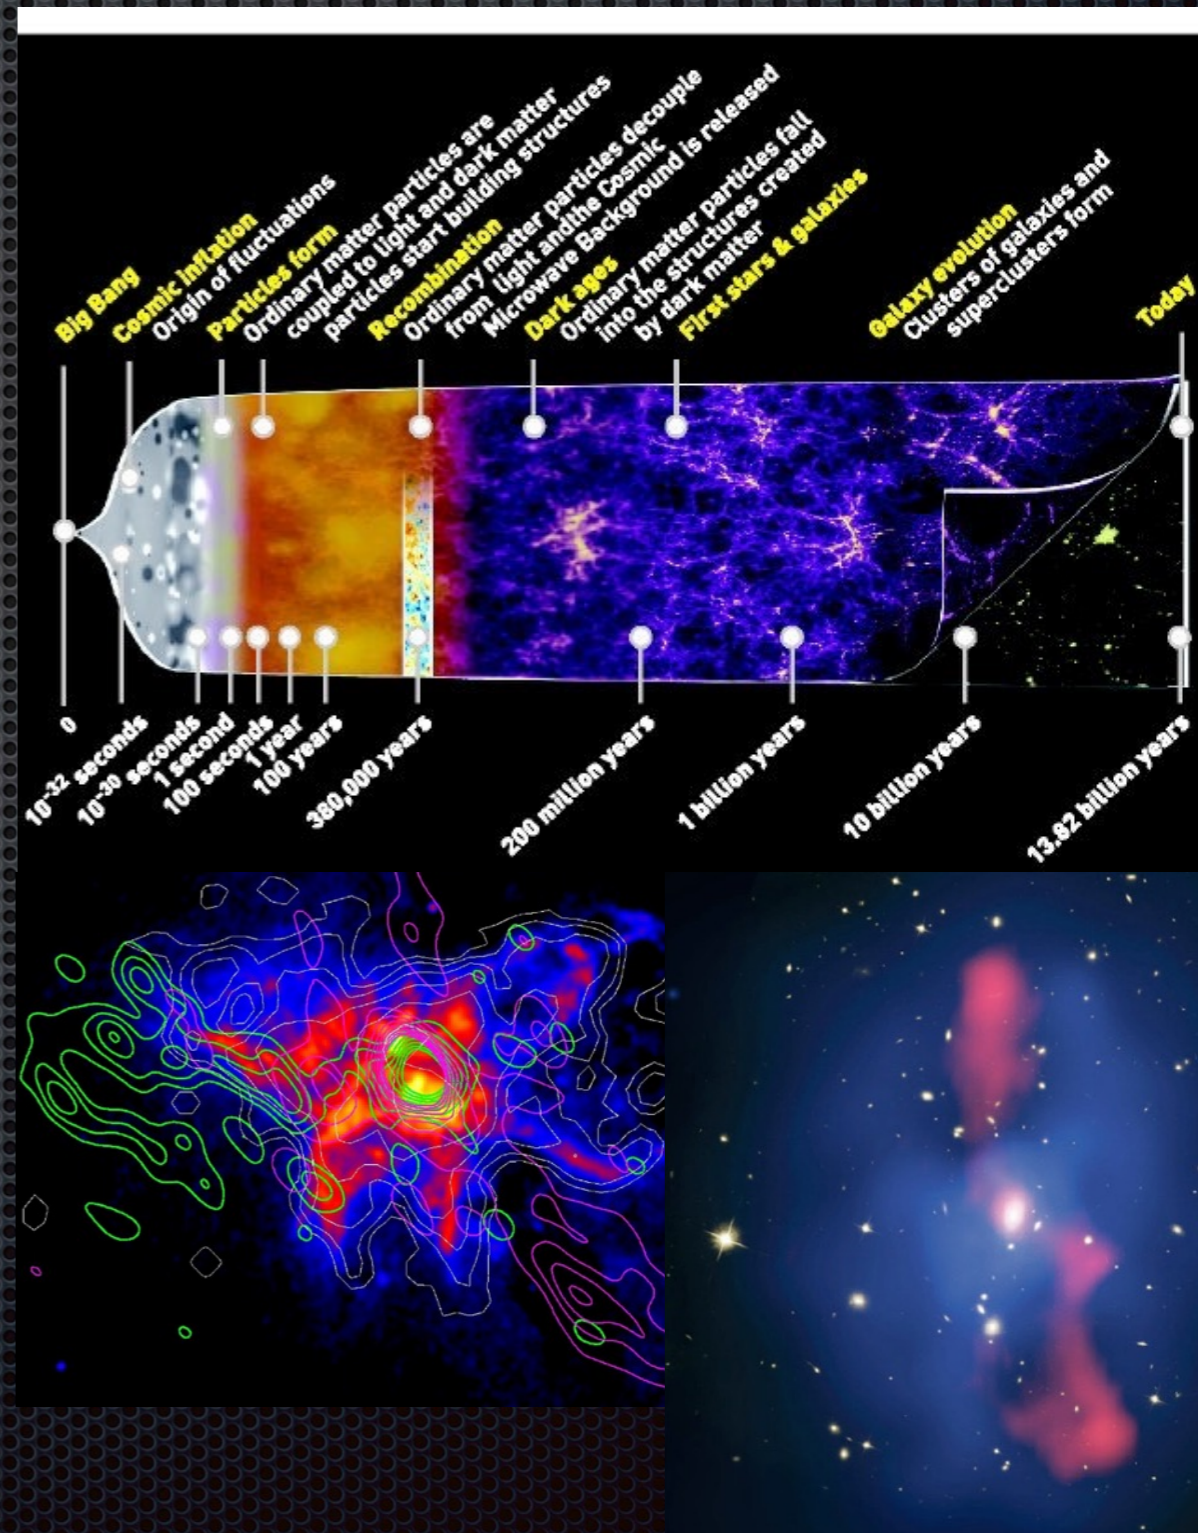 Big Bang
Cosmic inflation
Origin of fluctuations
Particles form
Ordinary matter particles are
coupled to light and dark matter
particles start building structures
Recombination
Ordinary matter particles decouple
from light andthe Cosmic
Microwave Background is released
Dark ages
Ordinary matter particles fall
into the structures created
by dark matter
First stars & galaxies
Galaxy evolution
Clusters of galaxies and
superclusters form
Today
0
10⁻³² seconds
10⁻³⁰ seconds
1 second
100 seconds
1 year
100 years
380,000 years
200 million years
1 billion years
10 billion years
13.82 billion years